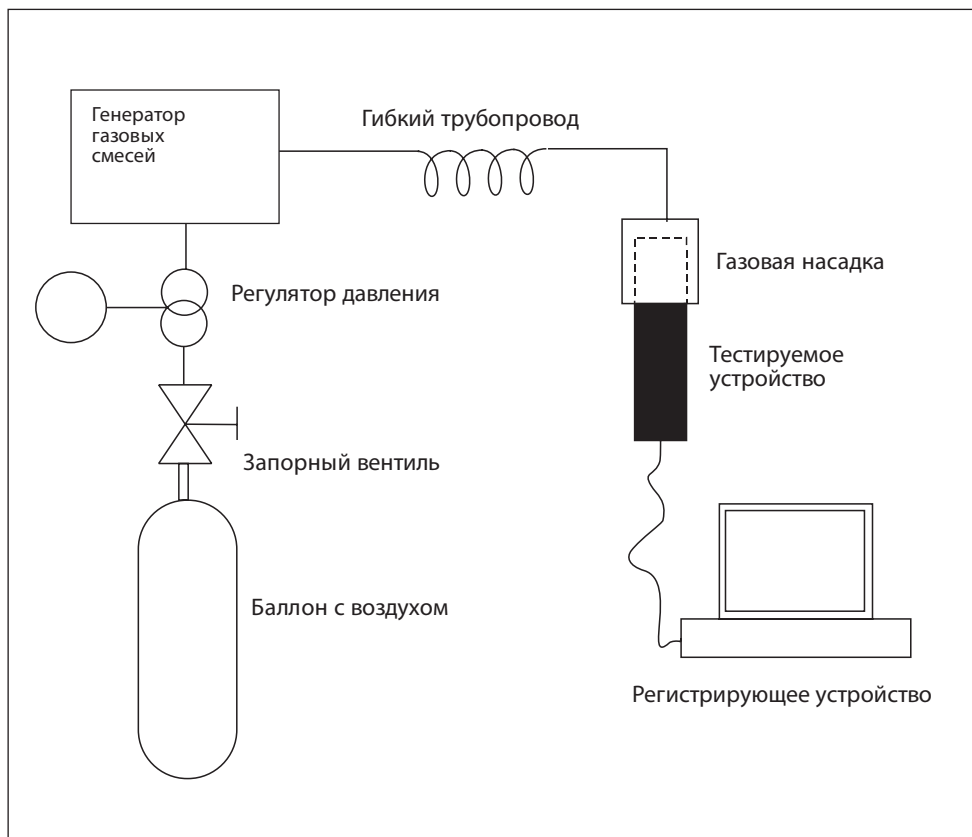 Генератор
газовых
смесей
Гибкий трубопровод
Газовая насадка
Регулятор давления
Тестируемое
устройство
Запорный вентиль
Баллон с воздухом
Регистрирующее устройство